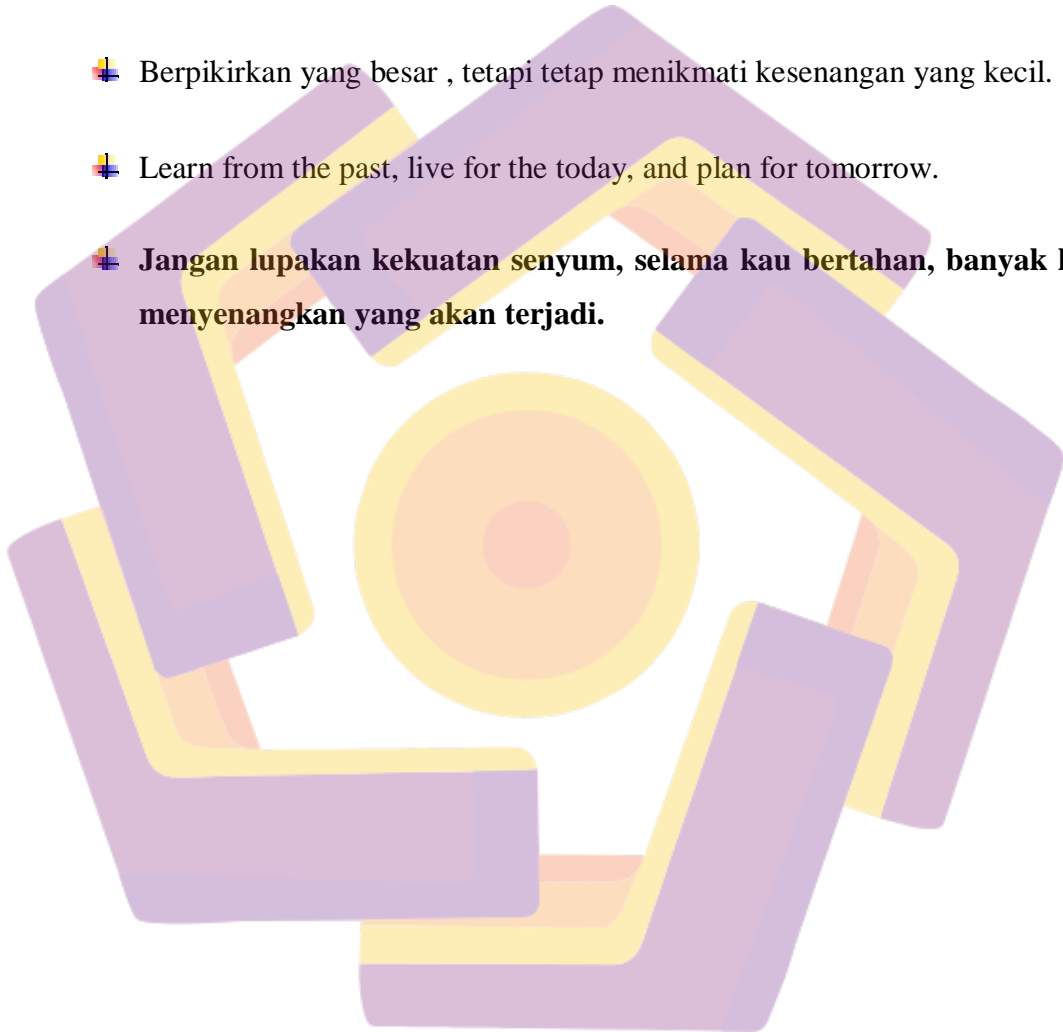 Berpikirkan yang besar , tetapi tetap menikmati kesenangan yang kecil.
Learn from the past, live for the today, and plan for tomorrow.
Jangan lupakan kekuatan senyum, selama kau bertahan, banyak
menyenangkan yang akan terjadi.